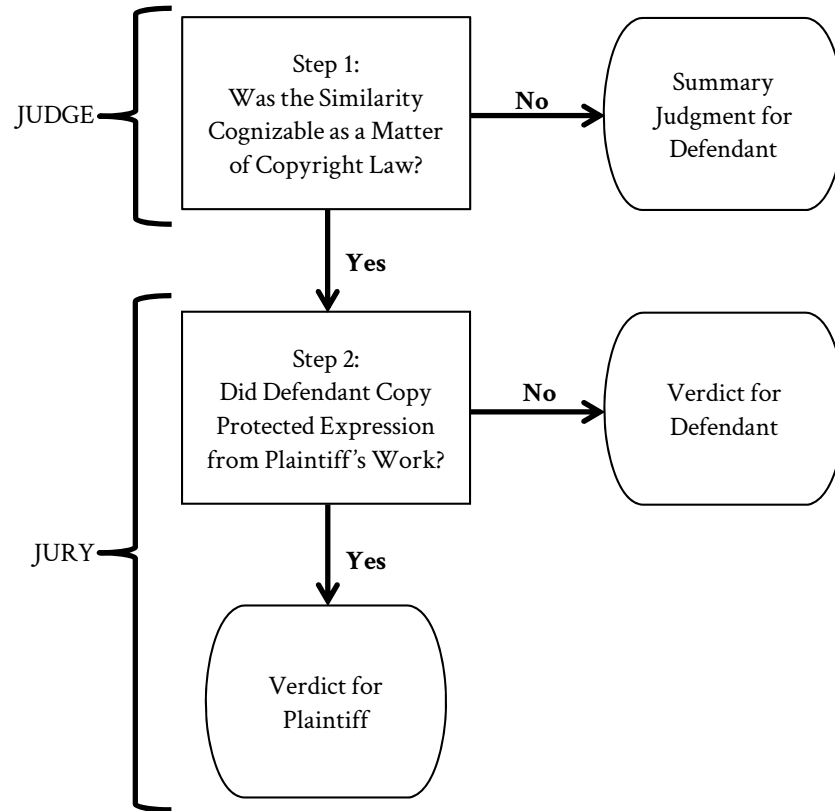 JUDGE
Step 1:
Was the Similarity
Cognizable as a Matter
of Copyright Law?
No
Summary
Judgment for
Defendant
Yes
JURY
Step 2:
Did Defendant Copy
Protected Expression
from Plaintiff’s Work?
No
Verdict for
Defendant
Yes
Verdict for
Plaintiff